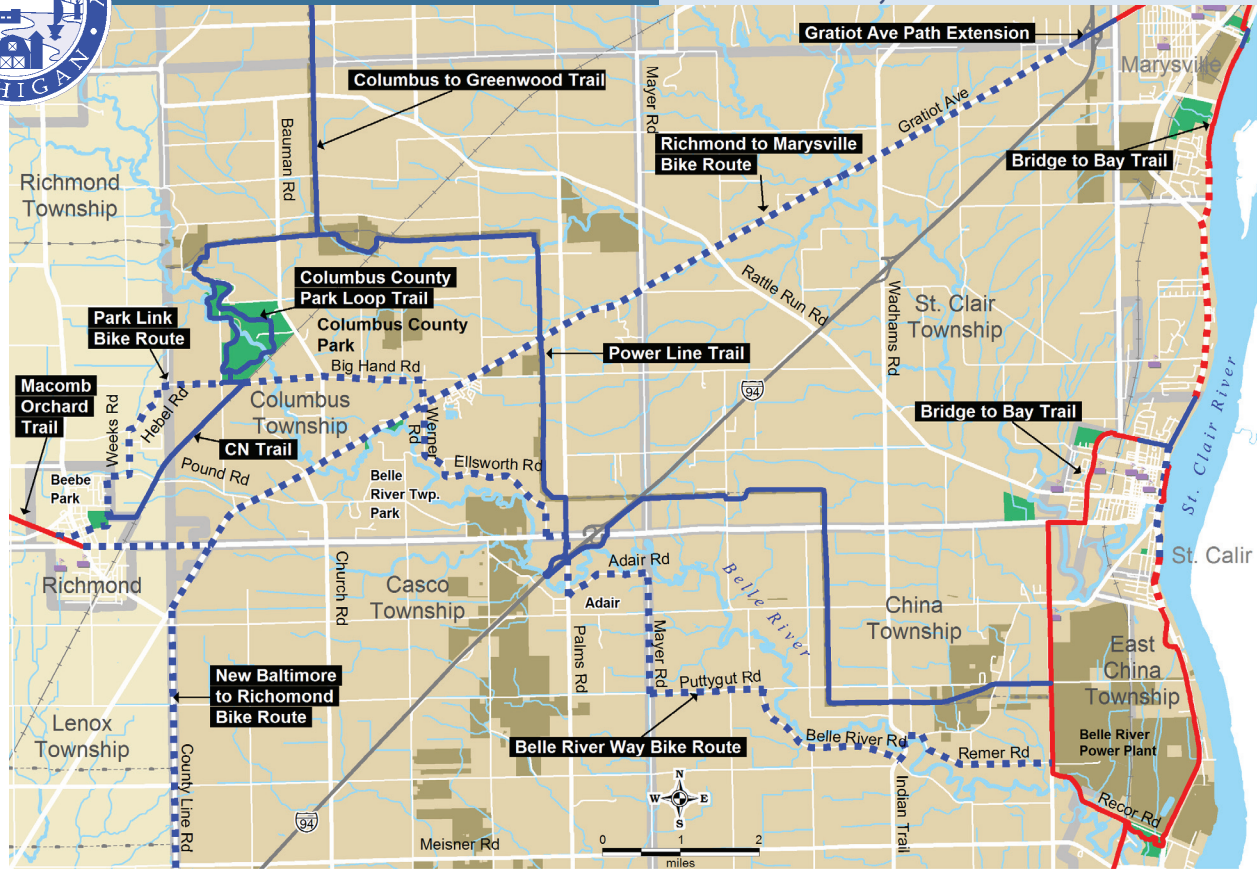 HIGAN
Gratiot Ave Path Extension
Marysville
Columbus to Greenwood Trail
Mayer Rd
Gratiot Ave
Bauman Rd
Richmond to Marysville
Bike Route
Bridge to Bay Trail
Richmond
Township
Columbus County
Park Loop Trail
Rattle Run Rd
Wadhams Rd
St. Clair
Township
Park Link
Bike Route
Columbus County
Park
Power Line Trail
Big Hand Rd
Macomb
Orchard
Trail
Weeks Rd
Hebel Rd
Columbus
Township
94
Bridge to Bay Trail
St. Clair River
CN Trail
Werner
Rd
Pound Rd
Ellsworth Rd
Beebe
Park
Belle
River Twp.
Park
Richmond
Church Rd
Casco
Township
Adair Rd
Adair
Belle River
St. Calir
China
Township
Palms Rd
Mayer Rd
Puttygut Rd
East
China
Township
New Baltimore
to Richomond
Bike Route
Lenox
Township
County Line Rd
Belle River Way Bike Route
Belle River Rd
Remer Rd
Belle River
Power Plant
Indian Trail
Recor Rd
N
W E
S
94
0 1 2
miles
Meisner Rd